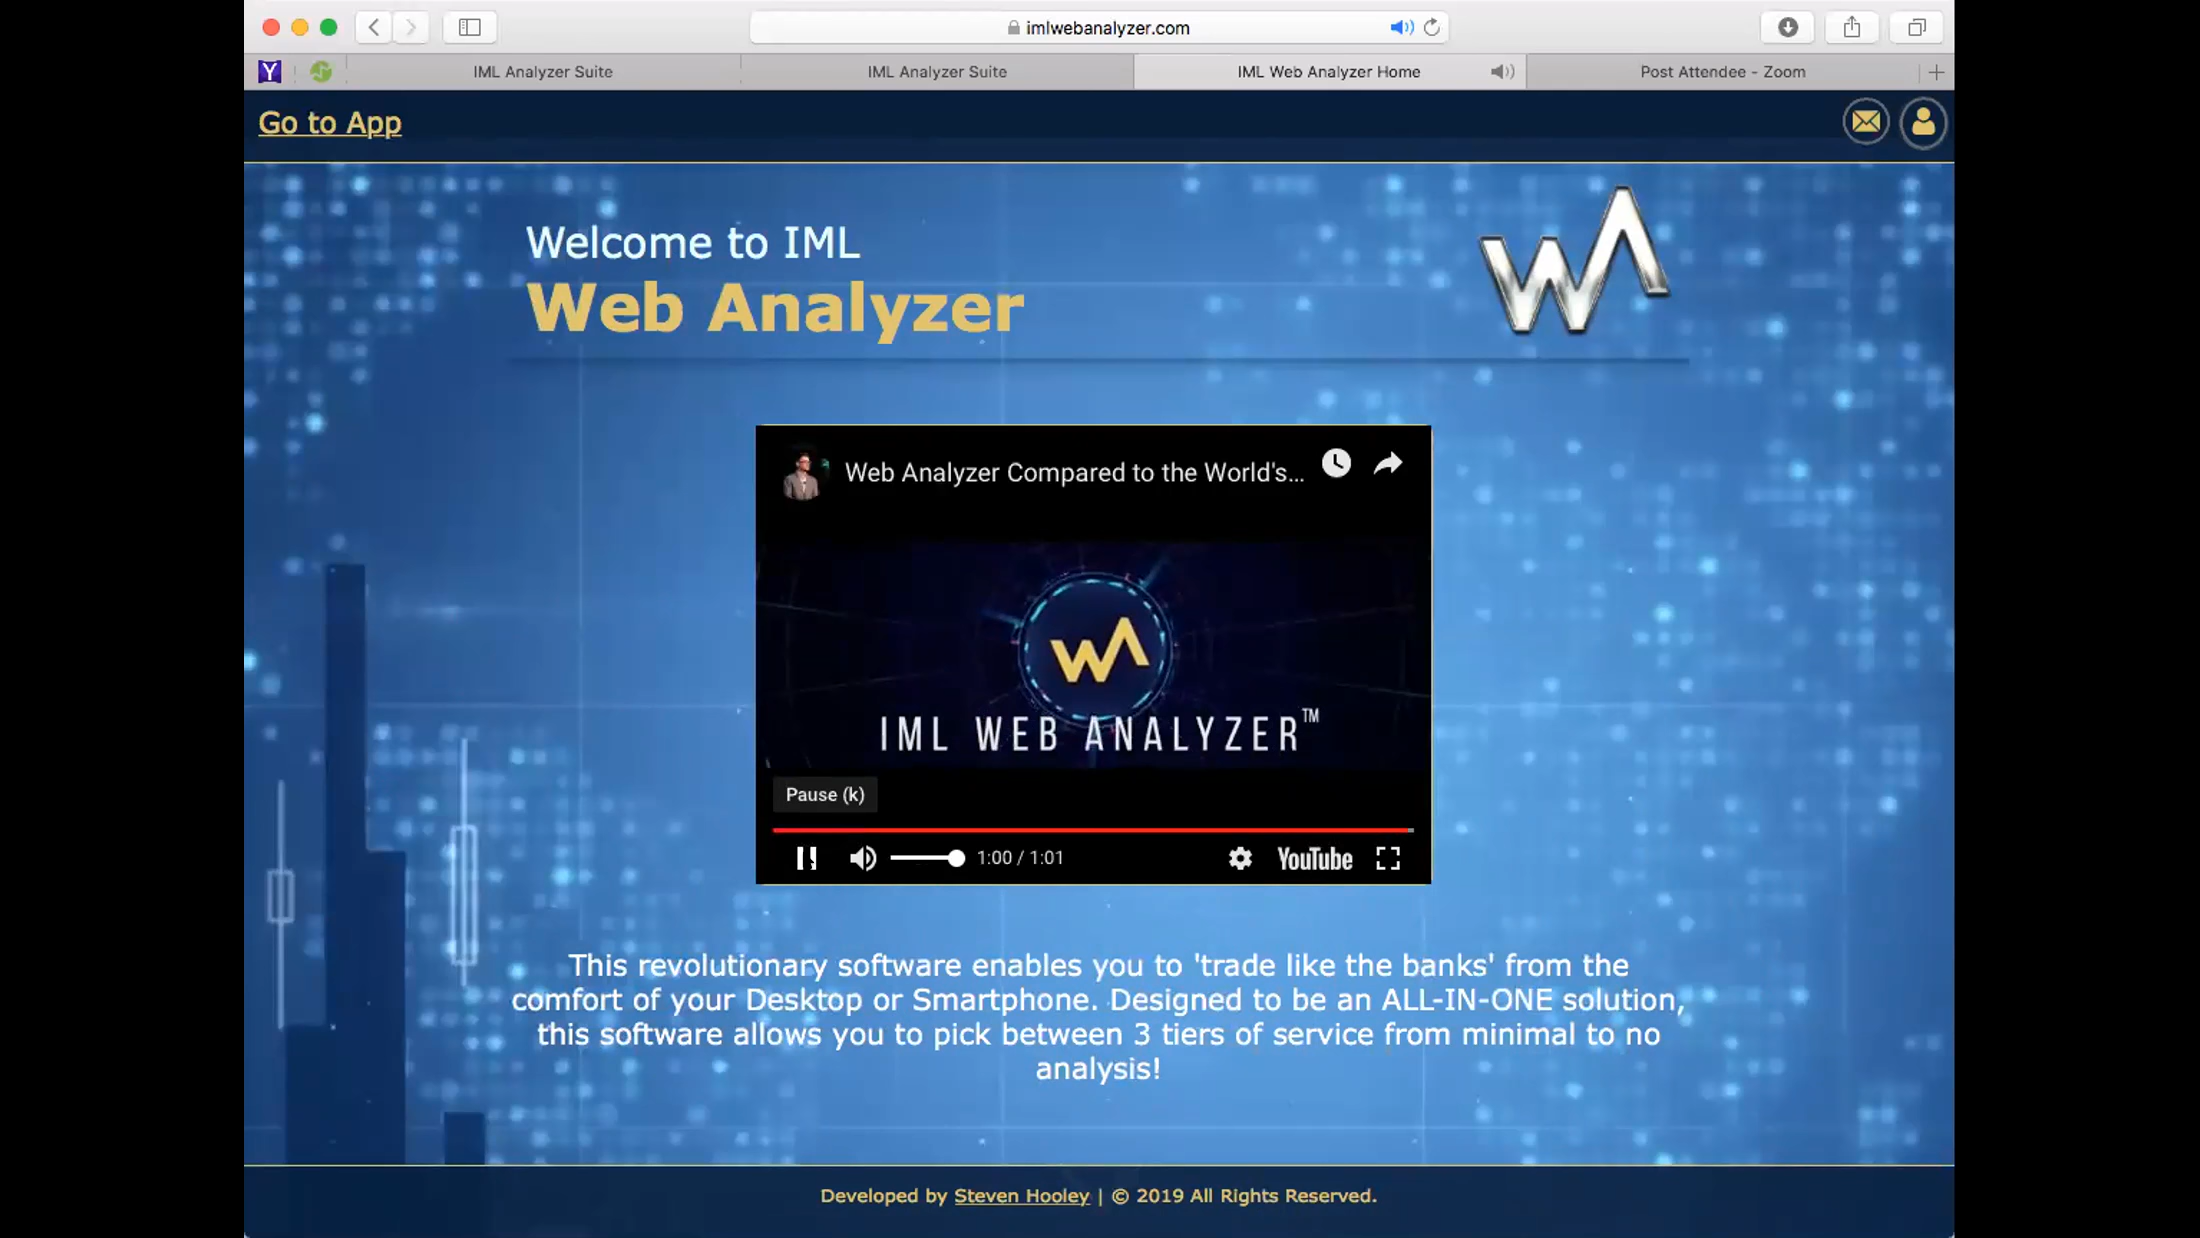 imlwebanalyzer.com
Y
IML Analyzer Suite
IML Analyzer Suite
IML Web Analyzer Home
Post Attendee - Zoom
Go to App
Welcome to IML
Web Analyzer
WA
Web Analyzer Compared to the World's...
WA
IML WEB ANALYZER™
Pause (k)
1:00 / 1:01
YouTube
This revolutionary software enables you to 'trade like the banks' from the
comfort of your Desktop or Smartphone. Designed to be an ALL-IN-ONE solution,
this software allows you to pick between 3 tiers of service from minimal to no
analysis!
Developed by Steven Hooley | © 2019 All Rights Reserved.